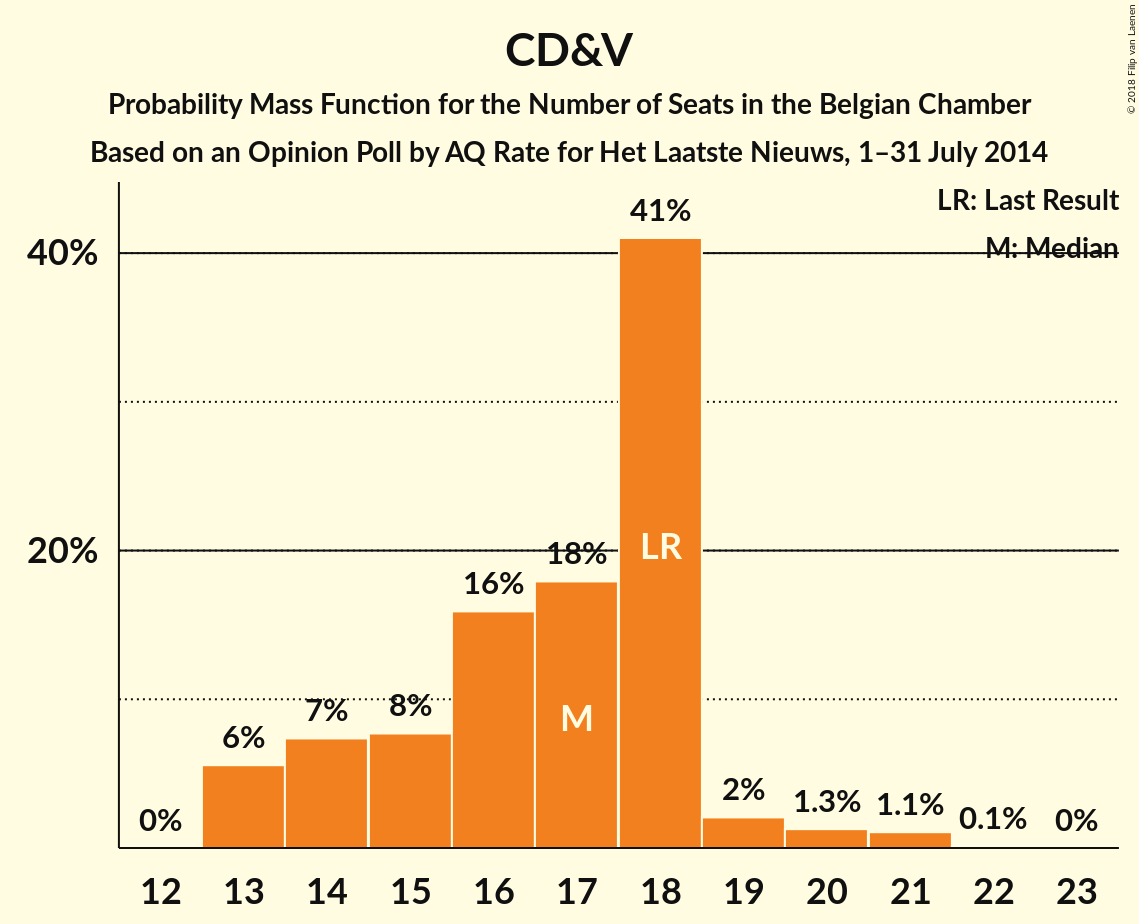 CD&V
Probability Mass Function for the Number of Seats in the Belgian Chamber
Based on an Opinion Poll by AQ Rate for Het Laatste Nieuws, 1–31 July 2014
© 2018 Filip van Laenen
LR: Last Result
M: Median
40%
20%
0%
6%
7%
8%
16%
18%
41%
2%
1.3%
1.1%
0.1%
0%
M
LR
12 13 14 15 16 17 18 19 20 21 22 23